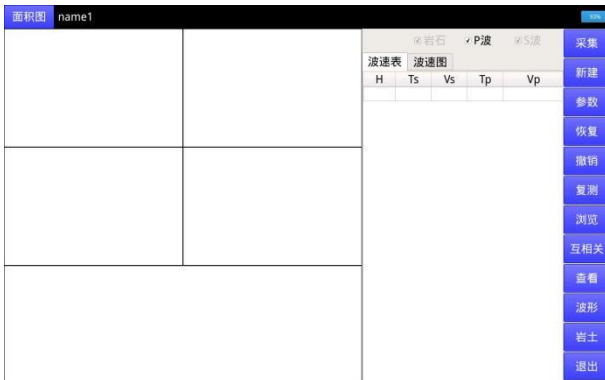 面积图 name1 93%
岩石 P波 S波
波速表 波速图
H Ts Vs Tp Vp
采集
新建
参数
恢复
撤销
复测
浏览
互相关
查看
波形
岩土
退出